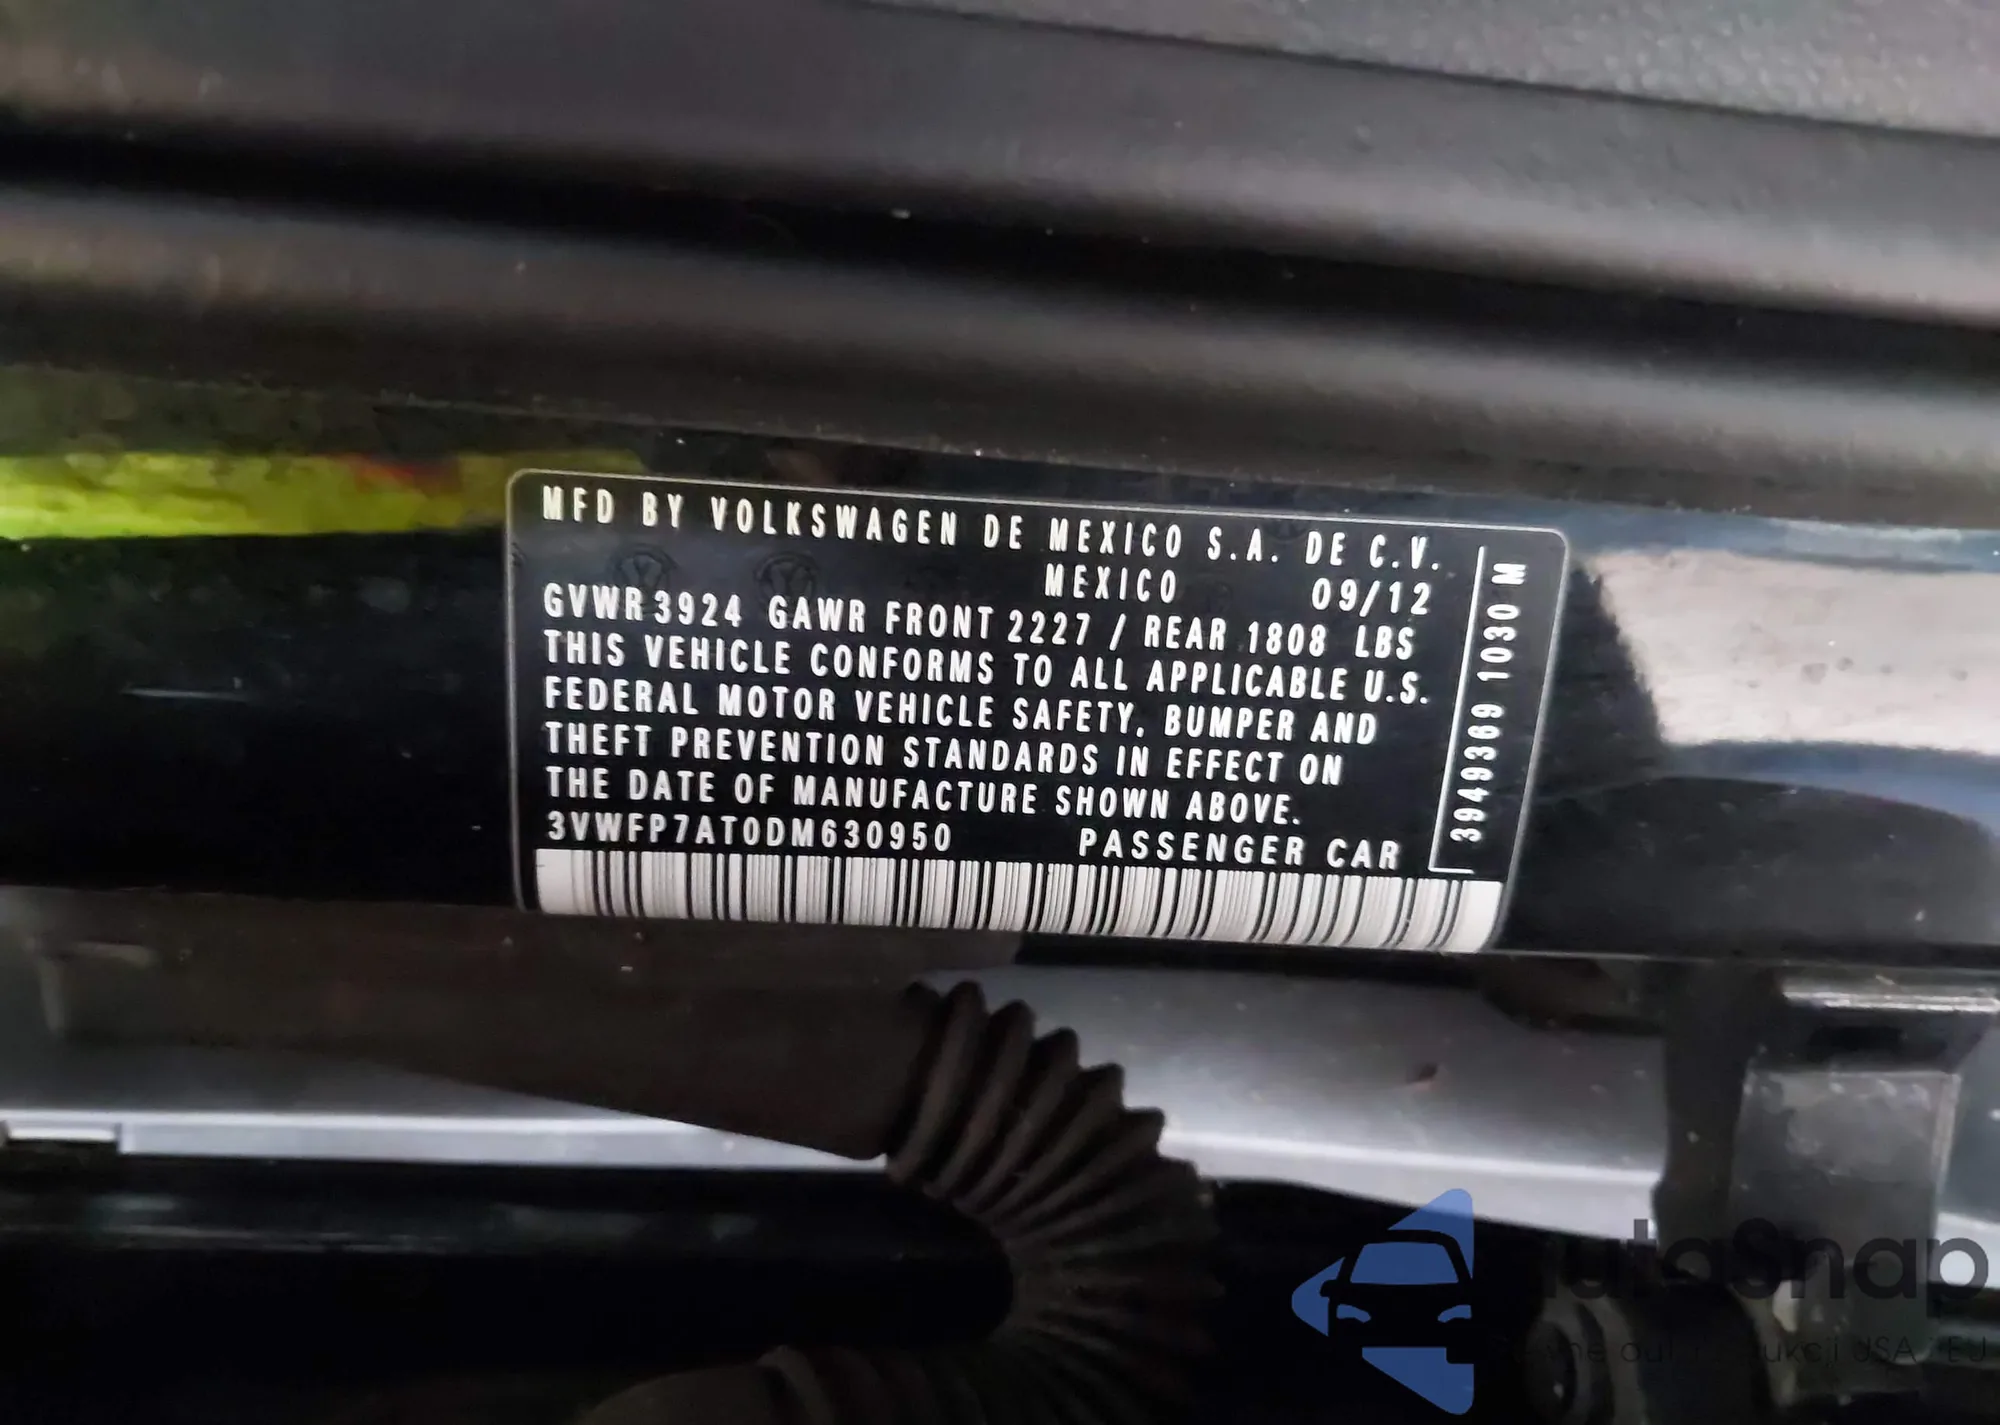 MFD BY VOLKSWAGEN DE MEXICO S.A. DE C.V.
MEXICO 09/12
GVWR 3924 GAWR FRONT 2227 / REAR 1808 LBS
THIS VEHICLE CONFORMS TO ALL APPLICABLE U.S.
FEDERAL MOTOR VEHICLE SAFETY, BUMPER AND
THEFT PREVENTION STANDARDS IN EFFECT ON
THE DATE OF MANUFACTURE SHOWN ABOVE.
3VWFP7AT0DM630950 PASSENGER CAR
3949369 1030 M
AutaSnap
USA